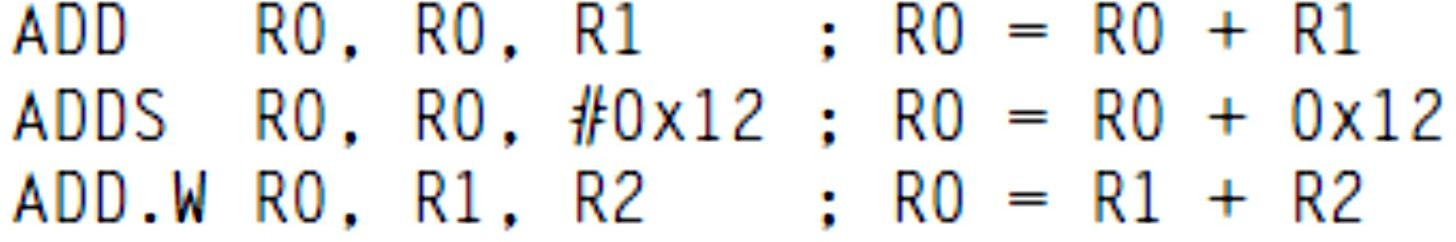 ADD   R0, R0, R1    ; R0 = R0 + R1
ADDS  R0, R0, #0x12 ; R0 = R0 + 0x12
ADD.W R0, R1, R2    ; R0 = R1 + R2